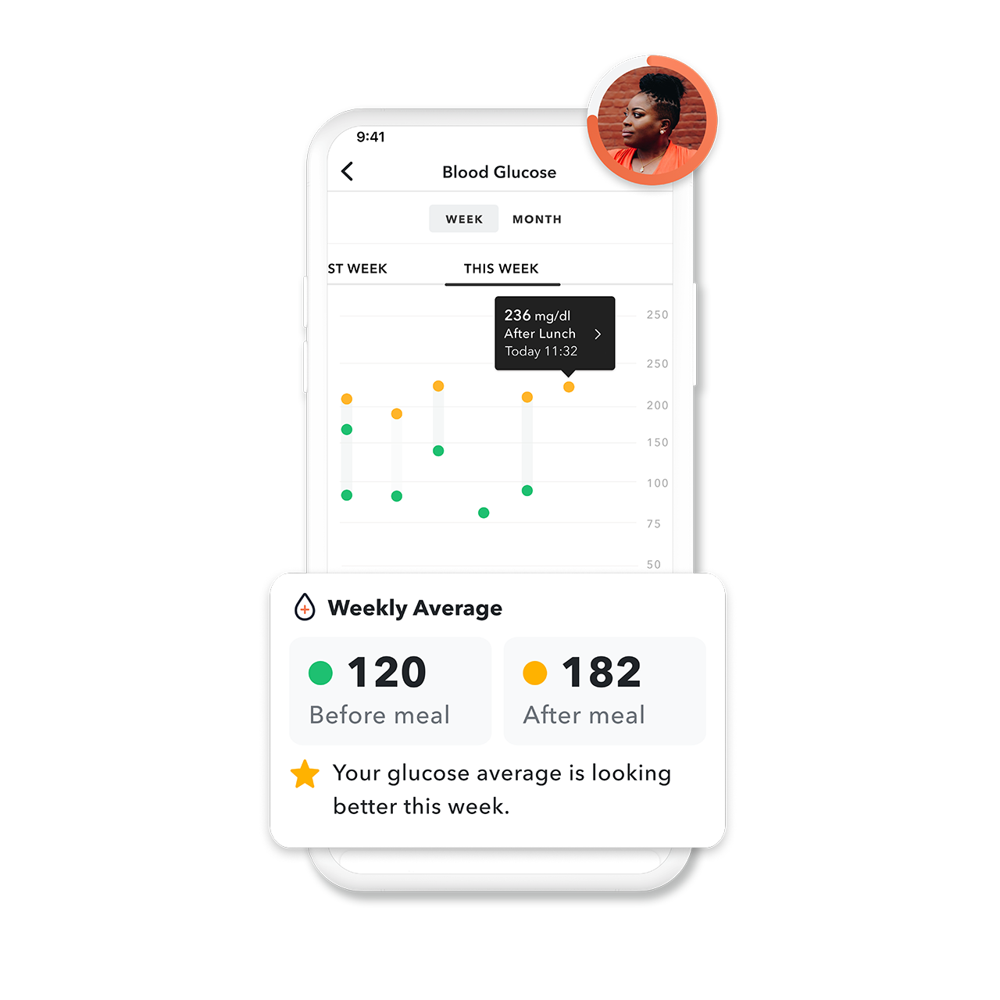 9:41
Blood Glucose
WEEK MONTH
ST WEEK THIS WEEK
236 mg/dl
After Lunch
Today 11:32
250
250
200
150
100
75
50
Weekly Average
120 182
Before meal After meal
Your glucose average is looking
better this week.